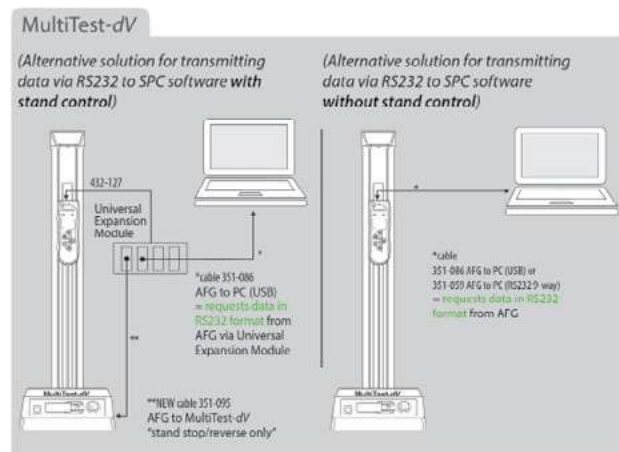 MultiTest-dV
(Alternative solution for transmitting
data via RS232 to SPC software with
stand control)
432-127
Universal
Expansion
Module
*
*cable 351-086
AFG to PC (USB)
= requests data in
RS232 format from
AFG via Universal
Expansion Module
**
**NEW cable 351-095
AFG to MultiTest-dV
"stand stop/reverse only"
MultiTest-dV
(Alternative solution for transmitting
data via RS232 to SPC software
without stand control)
*
*cable
351-086 AFG to PC (USB) or
351-059 AFG to PC (RS232 9-way)
= requests data in RS232
format from AFG
MultiTest-dV